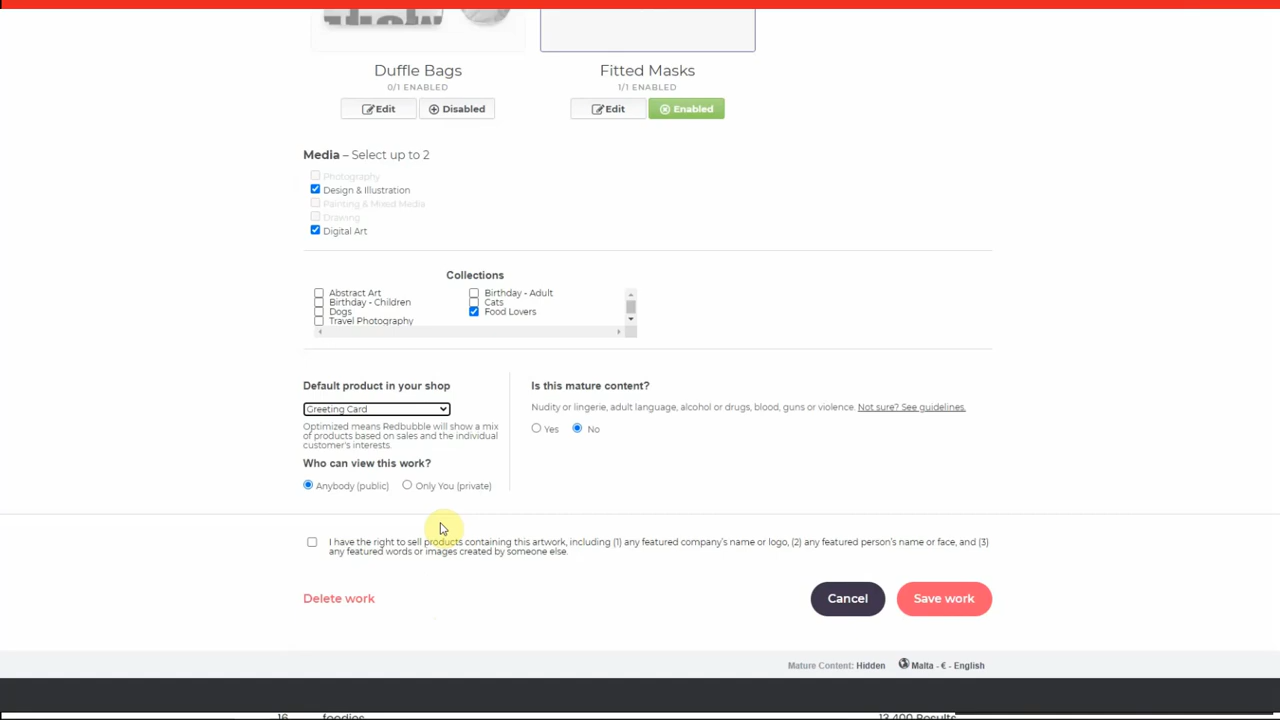 Duffle Bags
Fitted Masks
0/1 ENABLED
1/1 ENABLED
Edit
Disabled
Edit
Enabled
Media – Select up to 2
Photography
Design & Illustration
Painting & Mixed Media
Drawing
Digital Art
Collections
Abstract Art
Birthday - Adult
Birthday - Children
Cats
Dogs
Food Lovers
Travel Photography
Default product in your shop
Greeting Card
Optimized means Redbubble will show a mix
of products based on sales and the individual
customer's interests.
Who can view this work?
Anybody (public)
Only You (private)
Is this mature content?
Nudity or lingerie, adult language, alcohol or drugs, blood, guns or violence. Not sure? See guidelines.
Yes
No
I have the right to sell products containing this artwork, including (1) any featured company's name or logo, (2) any featured person's name or face, and (3)
any featured words or images created by someone else.
Delete work
Cancel
Save work
Mature Content: Hidden
Malta - € - English
16 foodies 13,400 Results